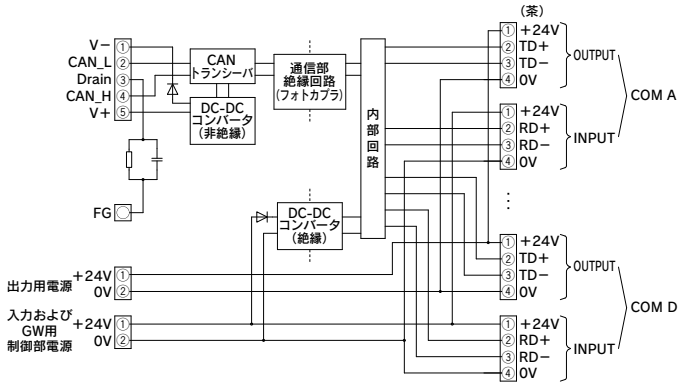 V− ①
CAN_L ②
Drain ③
CAN_H ④
V+ ⑤
FG
CAN
トランシーバ
DC-DC
コンバータ
(非絶縁)
通信部
絶縁回路
(フォトカプラ)
内部回路
DC-DC
コンバータ
(絶縁)
出力用電源
+24V ①
0V ②
入力および
GW用
制御部電源
+24V ①
0V ②
(茶)
① +24V
② TD+
③ TD−
④ 0V
OUTPUT
① +24V
② RD+
③ RD−
④ 0V
INPUT
COM A
⋮
① +24V
② TD+
③ TD−
④ 0V
OUTPUT
① +24V
② RD+
③ RD−
④ 0V
INPUT
COM D